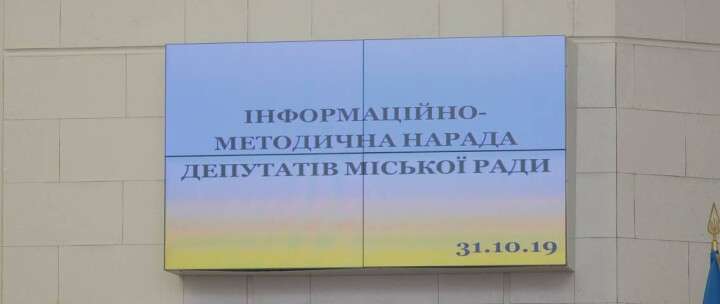 ІНФОРМАЦІЙНО-
МЕТОДИЧНА НАРАДА
ДЕПУТАТІВ МІСЬКОЇ РАДИ
31.10.19